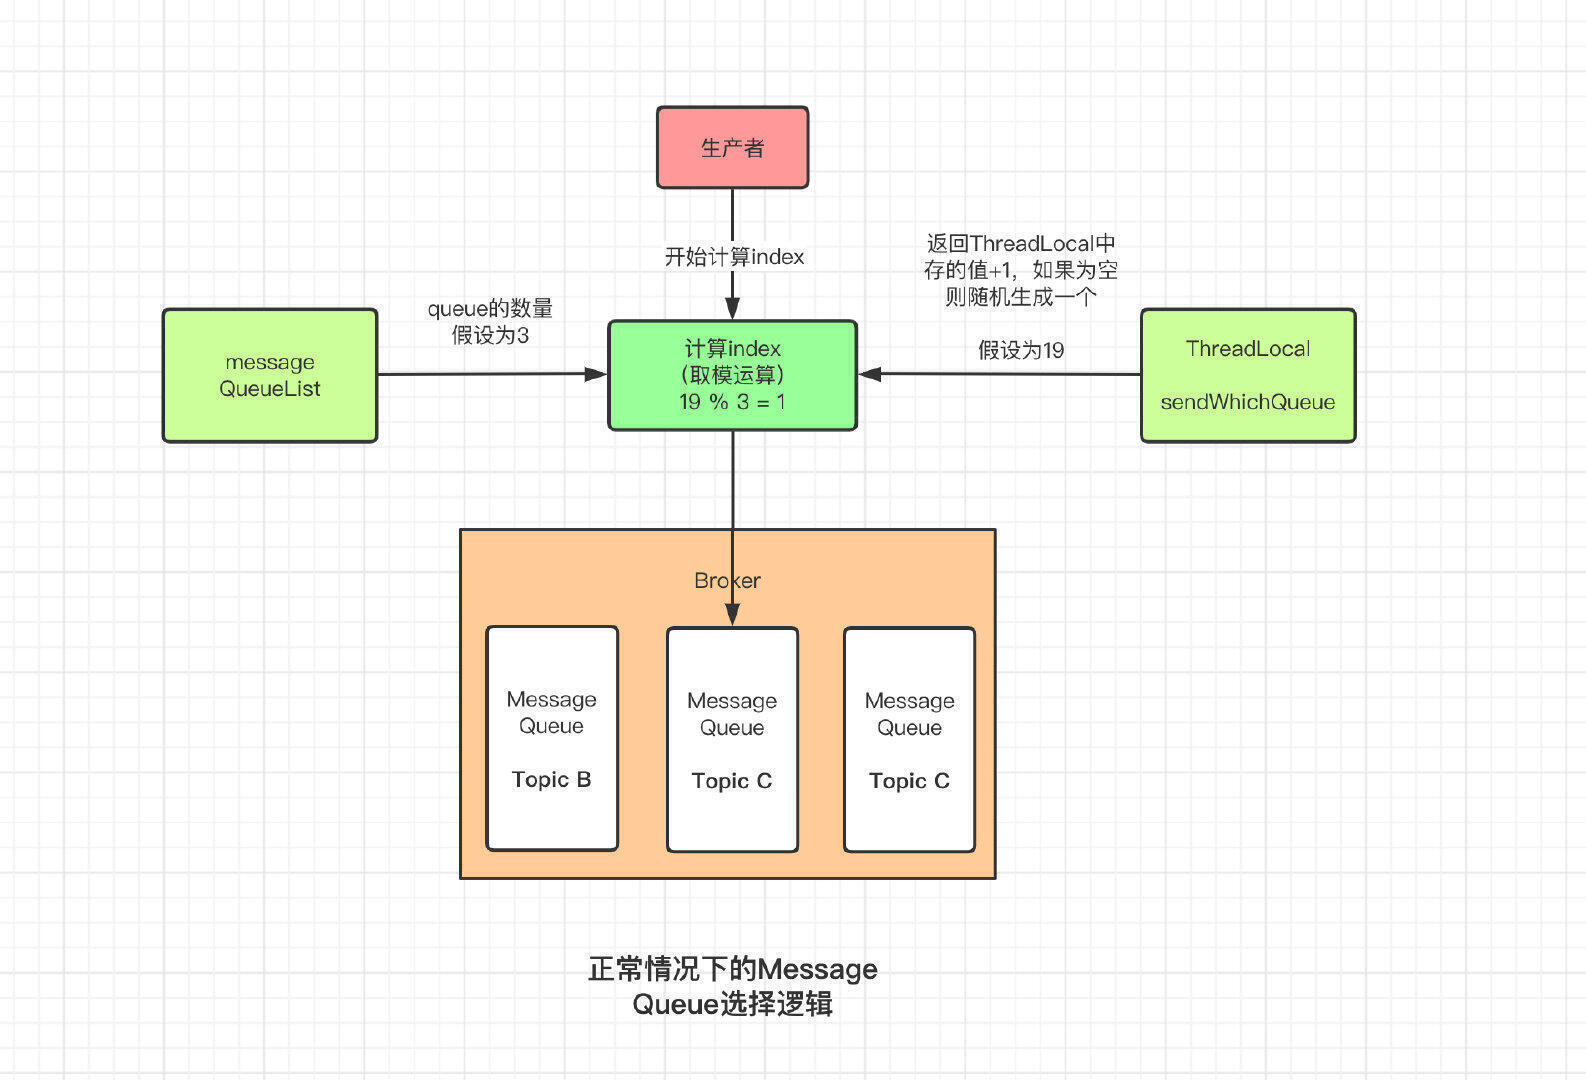 生产者
开始计算index
返回ThreadLocal中
存的值+1，如果为空
则随机生成一个
假设为19
queue的数量
假设为3
message
QueueList
计算index
（取模运算）
19 % 3 = 1
ThreadLocal
sendWhichQueue
Broker
Message
Queue
Topic B
Message
Queue
Topic C
Message
Queue
Topic C
正常情况下的Message
Queue选择逻辑